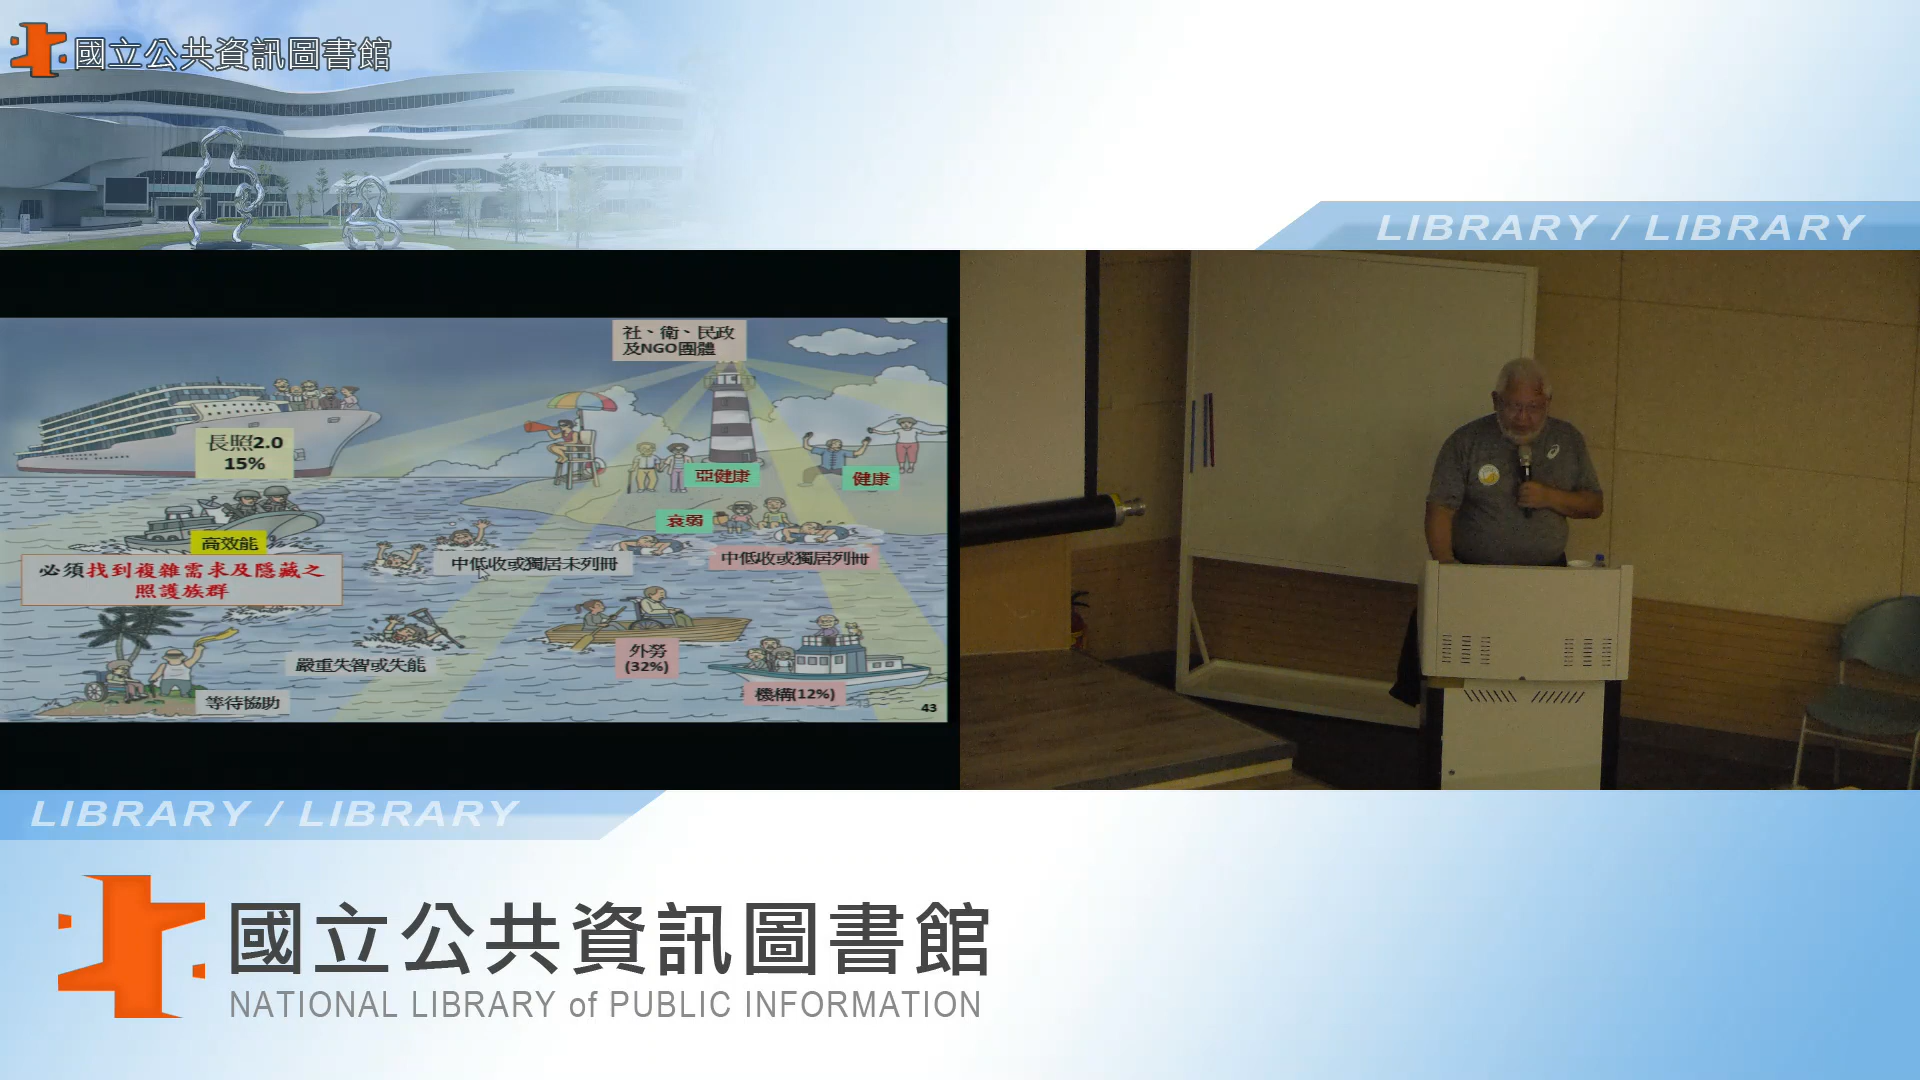 國立公共資訊圖書館
LIBRARY / LIBRARY
社、衛、民政
及NGO團體
長照2.0
15%
亞健康
健康
衰弱
高效能
中低收或獨居未列冊
中低收或獨居列冊
必須找到複雜需求及隱藏之
照護族群
外勞
(32%)
嚴重失智或失能
機構(12%)
等待協助
43
43
LIBRARY / LIBRARY
國立公共資訊圖書館
NATIONAL LIBRARY of PUBLIC INFORMATION